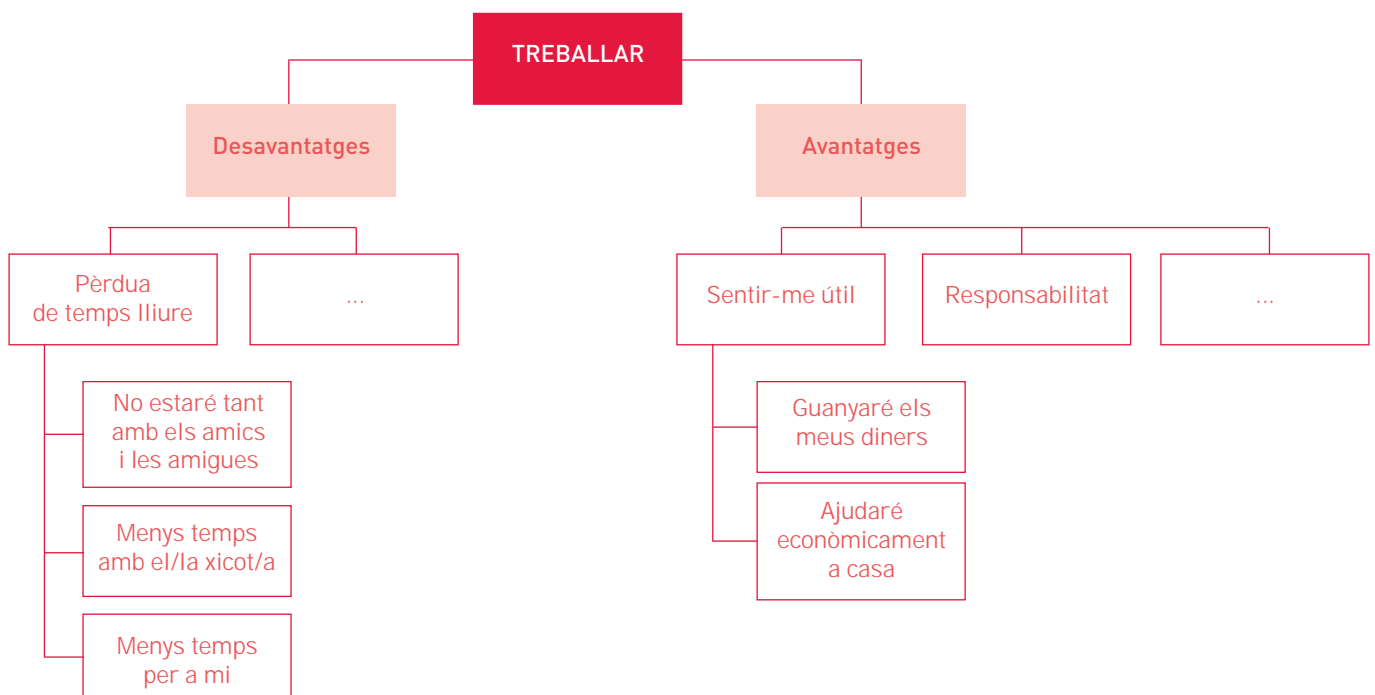 TREBALLAR
Desavantatges
Avantatges
Pèrdua
de temps lliure
...
Sentir-me útil
Responsabilitat
...
No estaré tant
amb els amics
i les amigues
Menys temps
amb el/la xicot/a
Menys temps
per a mi
Guanyaré els
meus diners
Ajudaré
econòmicament
a casa